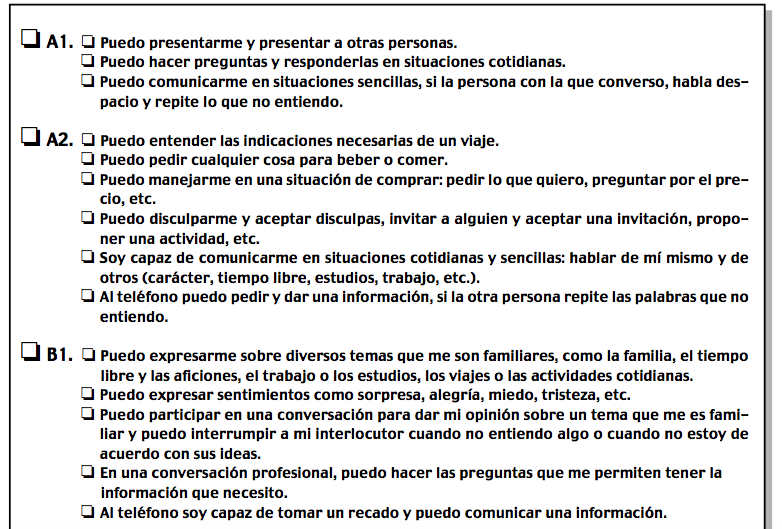 A1. Puedo presentarme y presentar a otras personas.
Puedo hacer preguntas y responderlas en situaciones cotidianas.
Puedo comunicarme en situaciones sencillas, si la persona con la que converso, habla des-
pacio y repite lo que no entiendo.
A2. Puedo entender las indicaciones necesarias de un viaje.
Puedo pedir cualquier cosa para beber o comer.
Puedo manejarme en una situación de comprar: pedir lo que quiero, preguntar por el pre-
cio, etc.
Puedo disculparme y aceptar disculpas, invitar a alguien y aceptar una invitación, propo-
ner una actividad, etc.
Soy capaz de comunicarme en situaciones cotidianas y sencillas: hablar de mí mismo y de
otros (carácter, tiempo libre, estudios, trabajo, etc.).
Al teléfono puedo pedir y dar una información, si la otra persona repite las palabras que no
entiendo.
B1. Puedo expresarme sobre diversos temas que me son familiares, como la familia, el tiempo
libre y las aficiones, el trabajo o los estudios, los viajes o las actividades cotidianas.
Puedo expresar sentimientos como sorpresa, alegría, miedo, tristeza, etc.
Puedo participar en una conversación para dar mi opinión sobre un tema que me es fami-
liar y puedo interrumpir a mi interlocutor cuando no entiendo algo o cuando no estoy de
acuerdo con sus ideas.
En una conversación profesional, puedo hacer las preguntas que me permiten tener la
información que necesito.
Al teléfono soy capaz de tomar un recado y puedo comunicar una información.